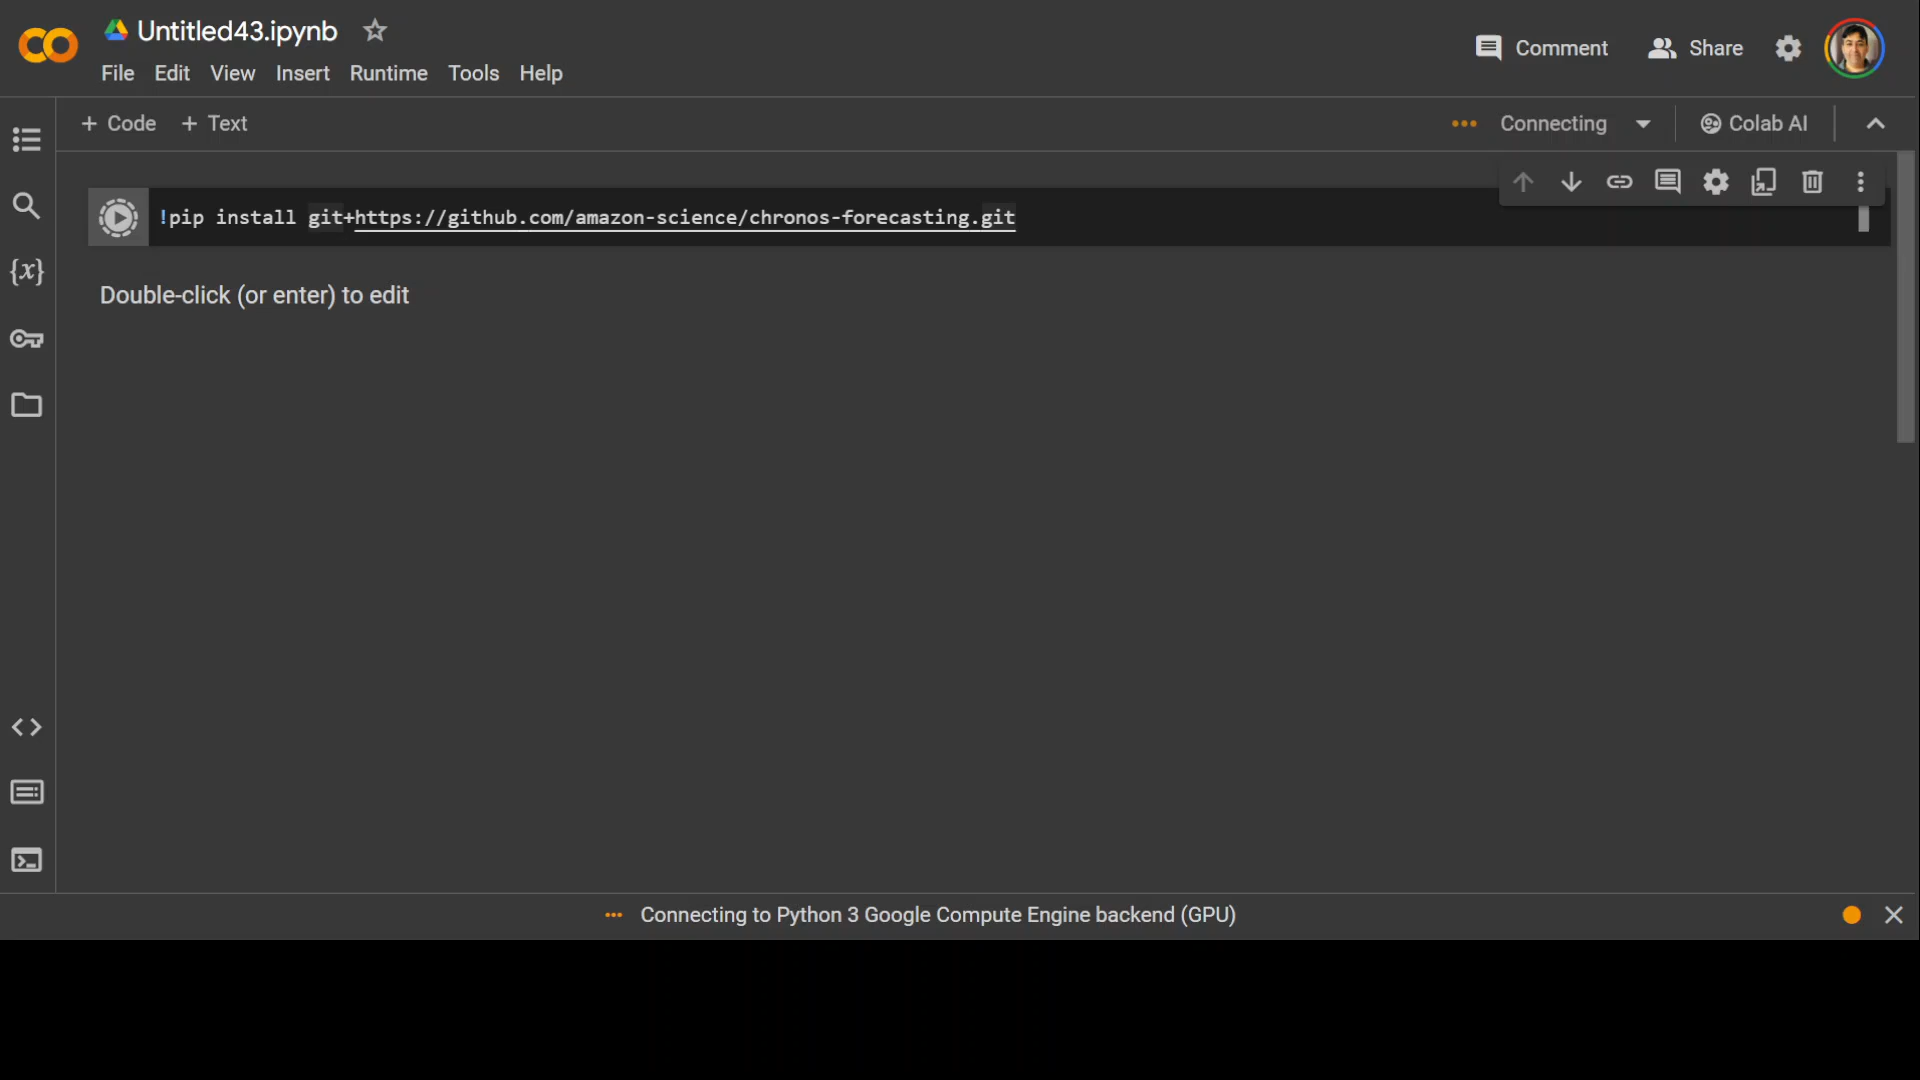 Untitled43.ipynb
Comment
Share
File Edit View Insert Runtime Tools Help
+ Code + Text
Connecting
Colab AI
{x}
!pip install git+https://github.com/amazon-science/chronos-forecasting.git
Double-click (or enter) to edit
Connecting to Python 3 Google Compute Engine backend (GPU)